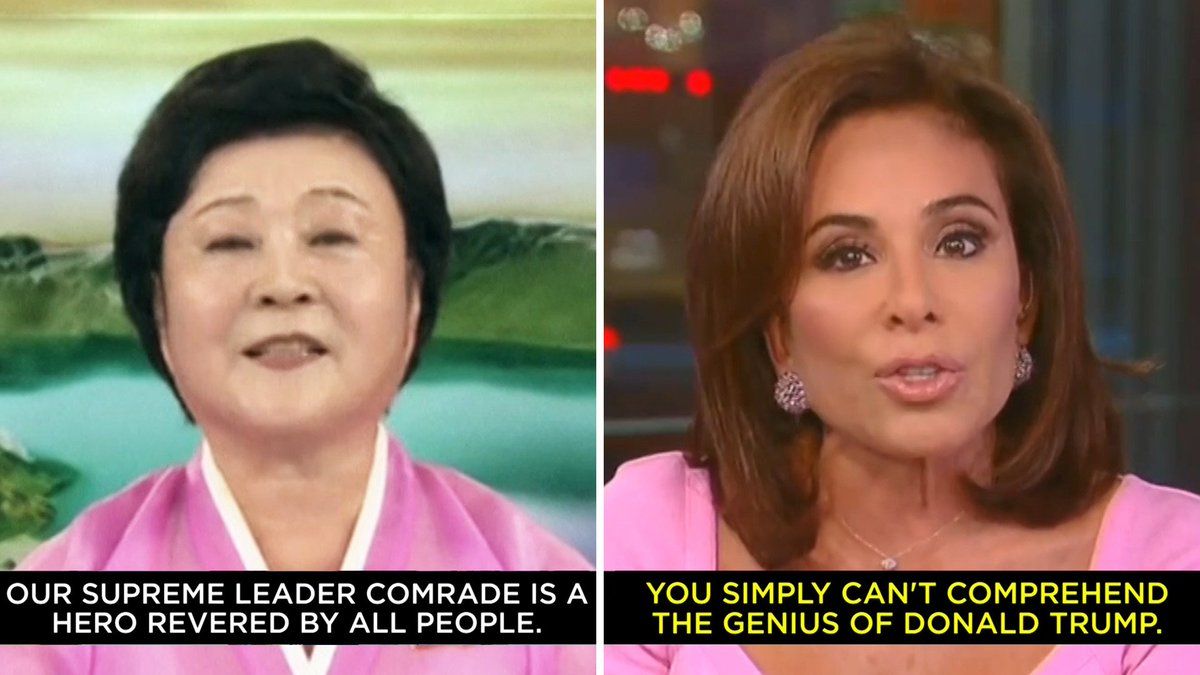 OUR SUPREME LEADER COMRADE IS A
HERO REVERED BY ALL PEOPLE.
YOU SIMPLY CAN'T COMPREHEND
THE GENIUS OF DONALD TRUMP.